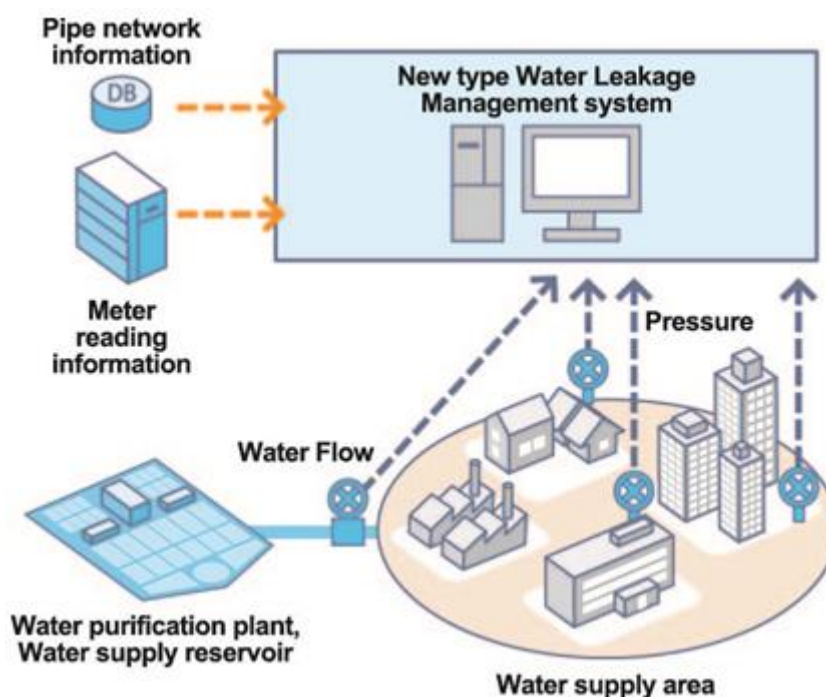 Pipe network
information
DB
New type Water Leakage
Management system
Meter
reading
information
Pressure
Water Flow
Water purification plant,
Water supply reservoir
Water supply area